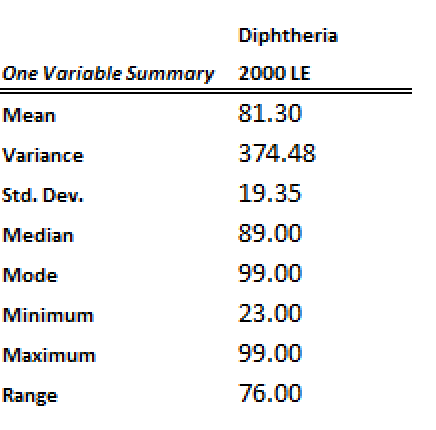 Diphtheria
One Variable Summary 2000 LE
Mean 81.30
Variance 374.48
Std. Dev. 19.35
Median 89.00
Mode 99.00
Minimum 23.00
Maximum 99.00
Range 76.00